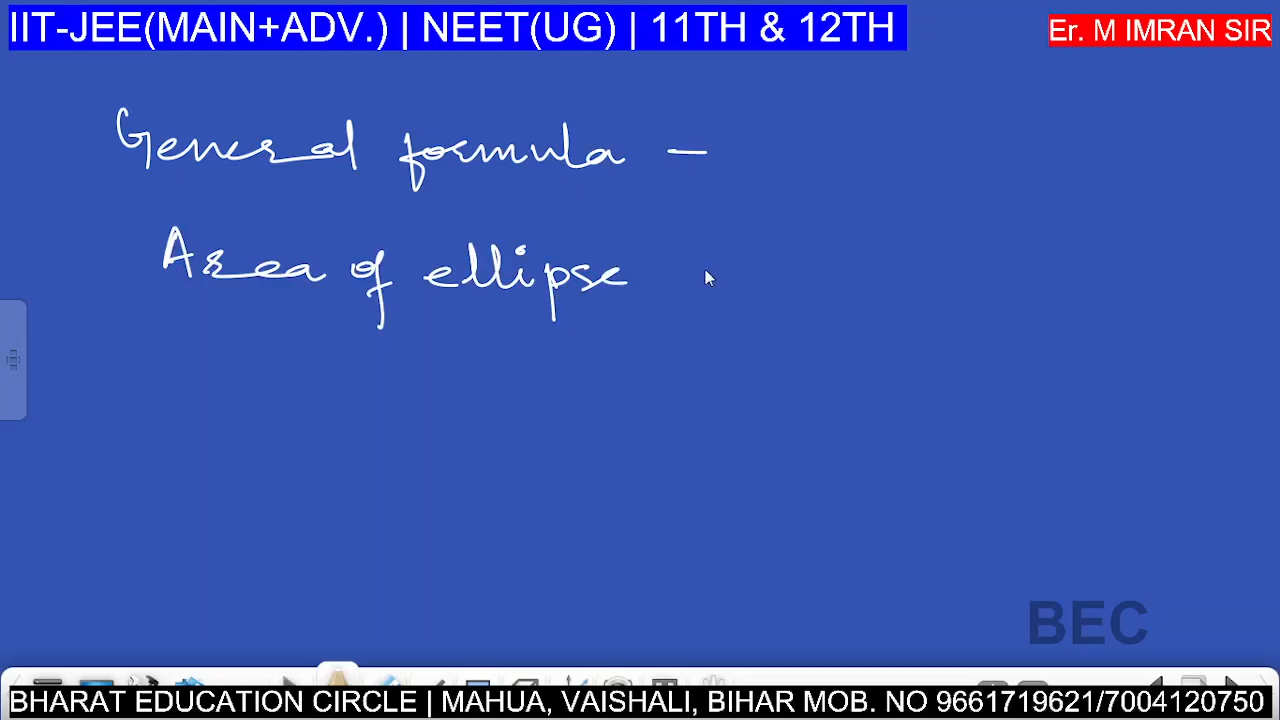 IIT-JEE(MAIN+ADV.) | NEET(UG) | 11TH & 12TH
Er. M IMRAN SIR
General formula -
Area of ellipse
BEC
BHARAT EDUCATION CIRCLE | MAHUA, VAISHALI, BIHAR MOB. NO 9661719621/7004120750